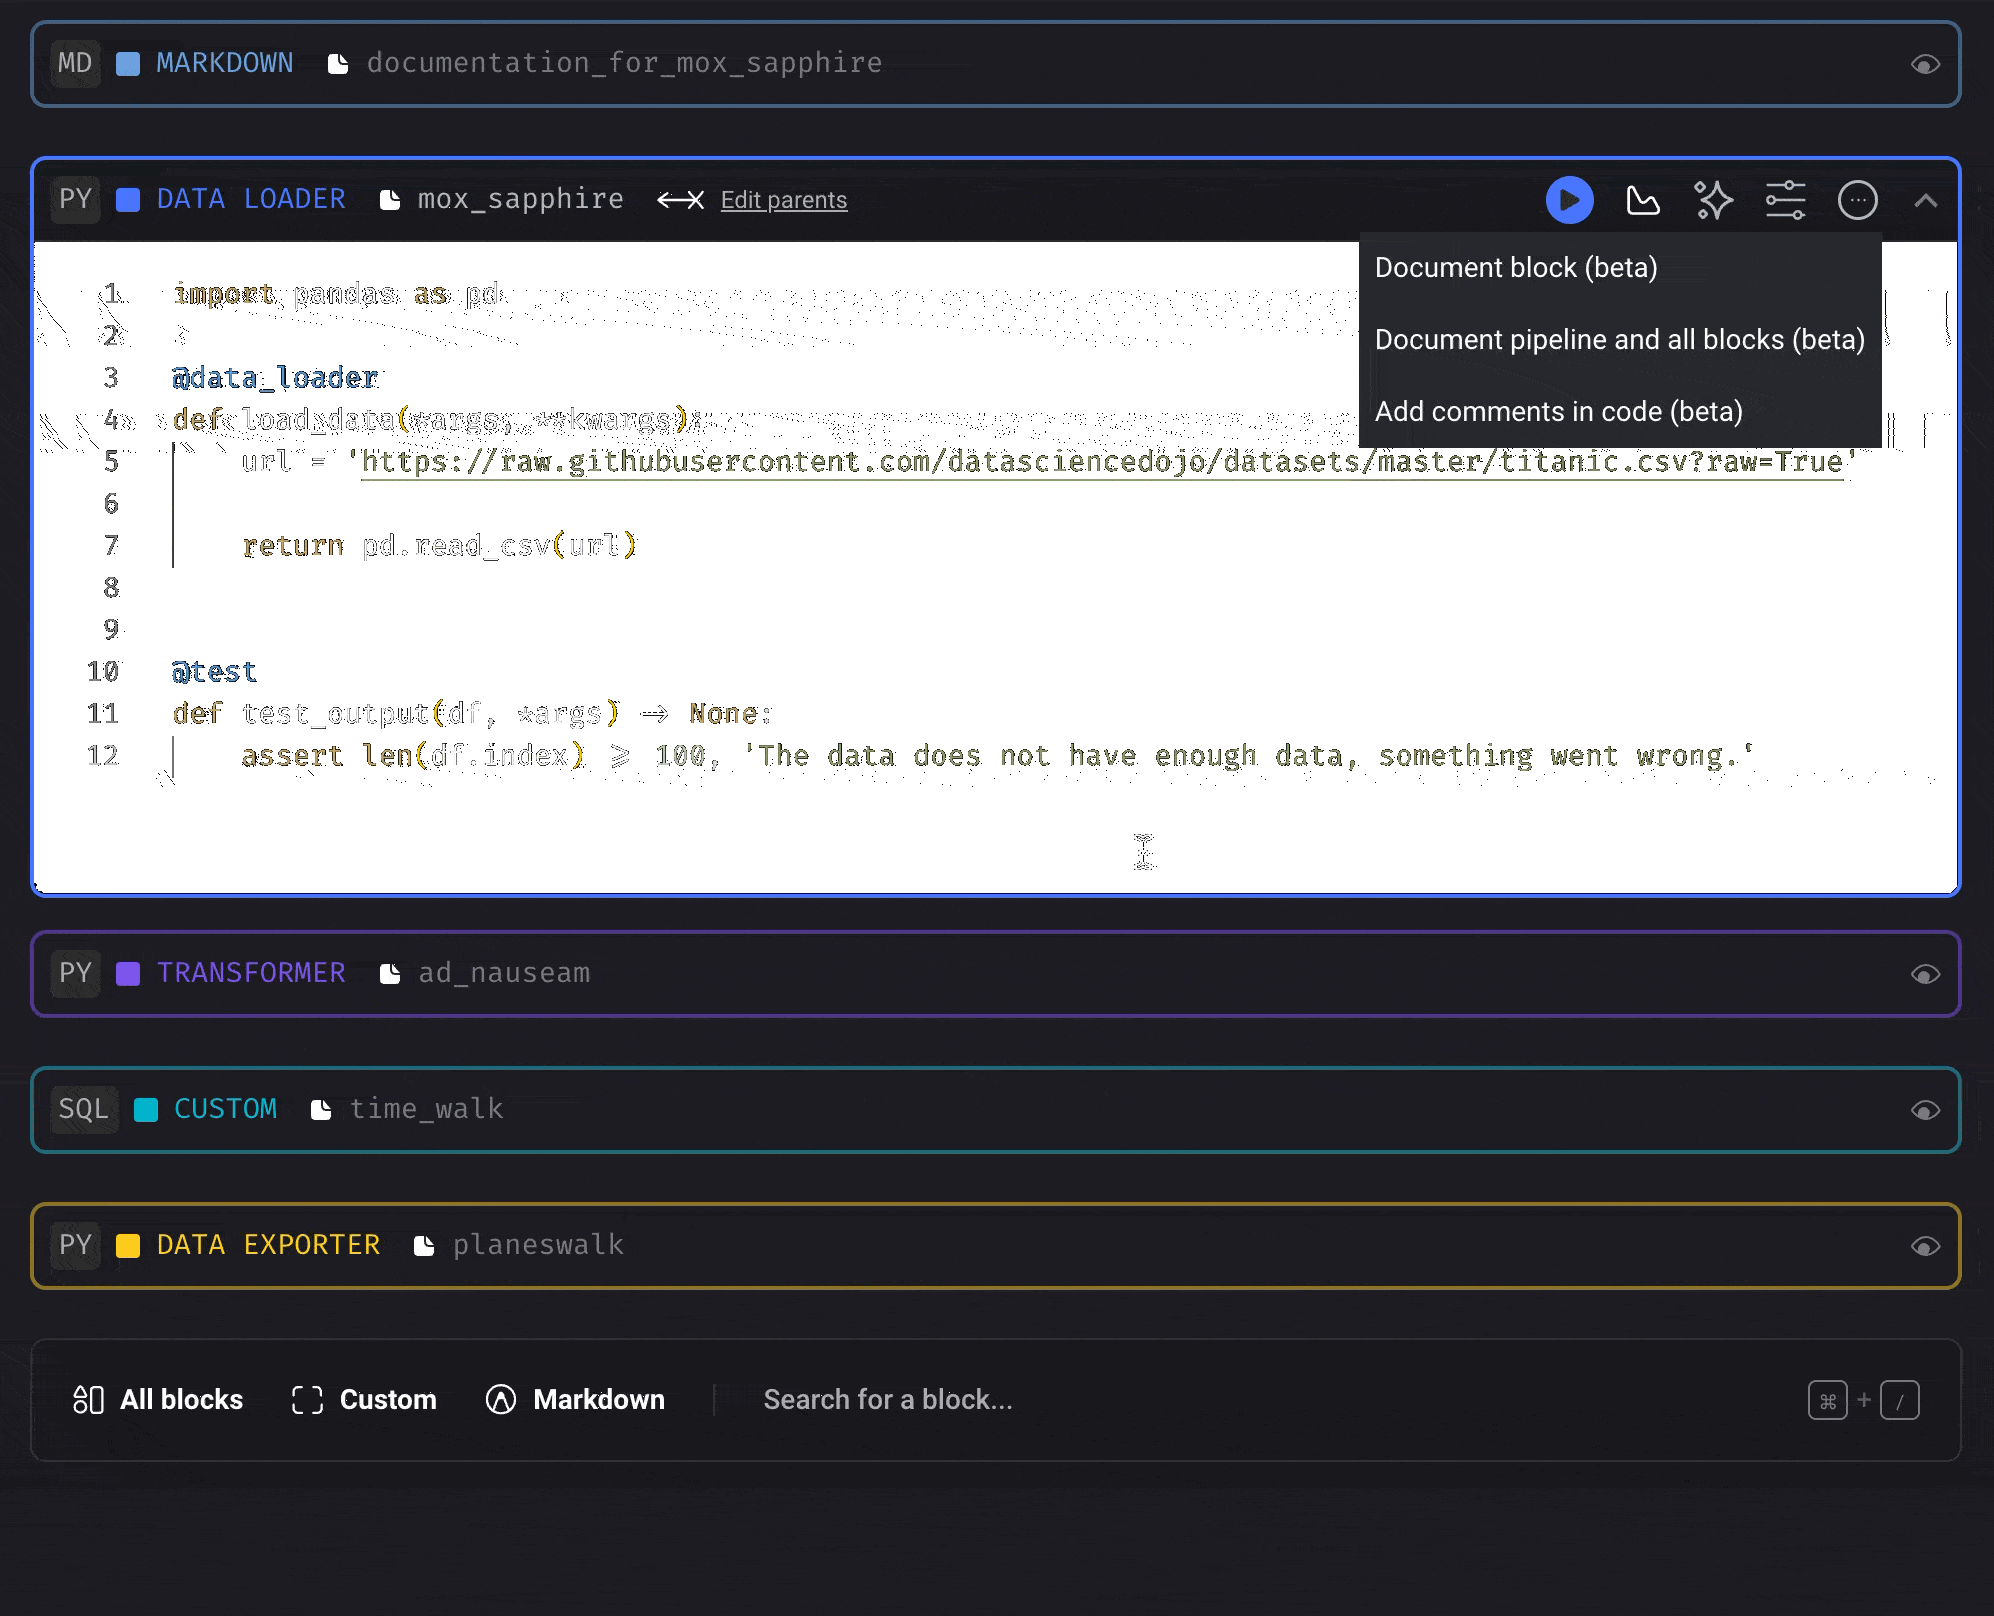 MD MARKDOWN documentation_for_mox_sapphire
PY DATA LOADER mox_sapphire Edit parents
Document block (beta)
Document pipeline and all blocks (beta)
Add comments in code (beta)
1 import pandas as pd
2
3 @data_loader
4 def load_data(*args, **kwargs):
5 url = 'https://raw.githubusercontent.com/datasciencedojo/datasets/master/titanic.csv?raw=True'
6
7 return pd.read_csv(url)
8
9
10 @test
11 def test_output(df, *args) → None:
12 assert len(df.index) ⩾ 100, 'The data does not have enough data, something went wrong.'
PY TRANSFORMER ad_nauseam
SQL CUSTOM time_walk
PY DATA EXPORTER planeswalk
All blocks Custom Markdown Search for a block... ⌘ + /